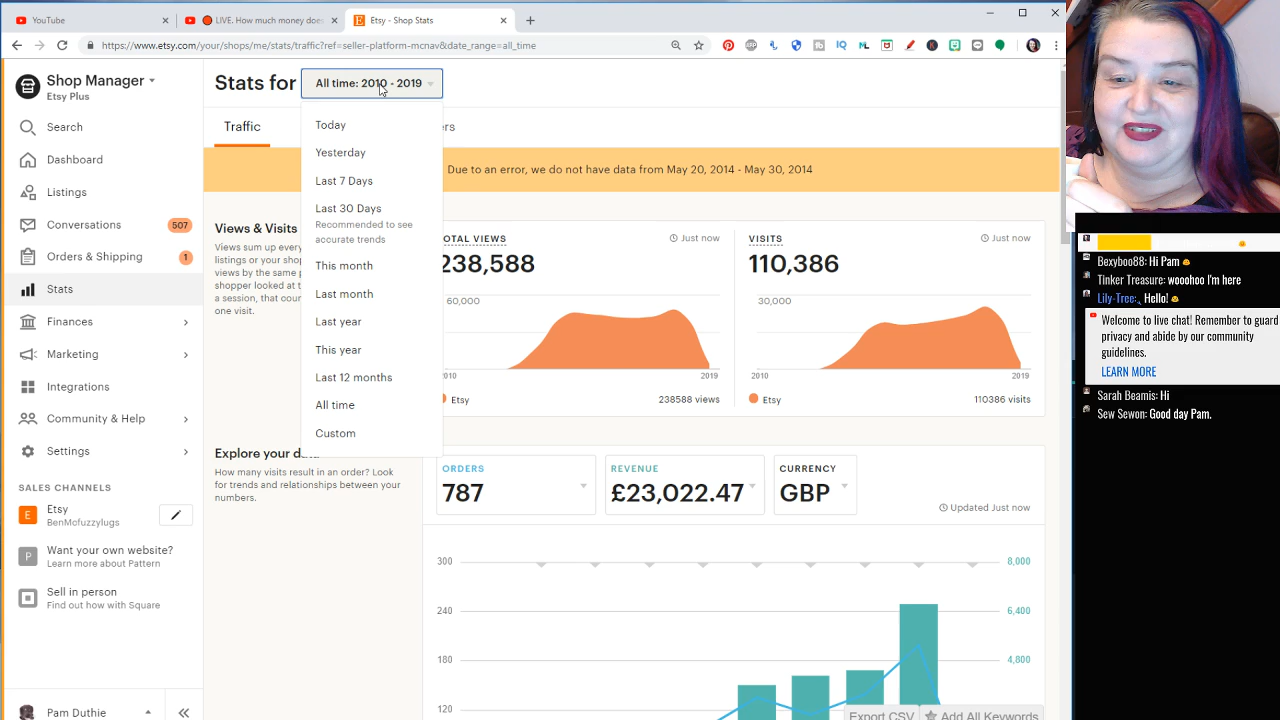 YouTube
LIVE. How much money does
Etsy - Shop Stats
https://www.etsy.com/your/shops/me/stats/traffic?ref=seller-platform-mcnav&date_range=all_time
Shop Manager
Etsy Plus
Search
Dashboard
Listings
Conversations
507
Orders & Shipping
1
Stats
Finances
Marketing
Integrations
Community & Help
Settings
SALES CHANNELS
E
Etsy
BenMcfuzzylugs
P
Want your own website?
Learn more about Pattern
Sell in person
Find out how with Square
Pam Duthie
Stats for
All time: 2010 - 2019
Today
Yesterday
Last 7 Days
Last 30 Days
Recommended to see
accurate trends
This month
Last month
Last year
This year
Last 12 months
All time
Custom
Traffic
ers
Due to an error, we do not have data from May 20, 2014 - May 30, 2014
Views & Visits
Views sum up every
listings or your shop
views by the same p
shopper looked at t
a session, that coun
one visit.
OTAL VIEWS
Just now
238,588
60,000
2010
2019
Etsy
238588 views
VISITS
Just now
110,386
30,000
2010
2019
Etsy
110386 visits
Explore your data
How many visits result in an order? Look
for trends and relationships between your
numbers.
ORDERS
787
REVENUE
£23,022.47
CURRENCY
GBP
Updated Just now
300
8,000
240
6,400
180
4,800
120
Export CSV
Add All Keywords
Bexyboo88: Hi Pam
Tinker Treasure: wooohoo I'm here
Lily-Tree: Hello!
Welcome to live chat! Remember to guard
privacy and abide by our community
guidelines.
LEARN MORE
Sarah Beamis: Hi
Sew Sewon: Good day Pam.